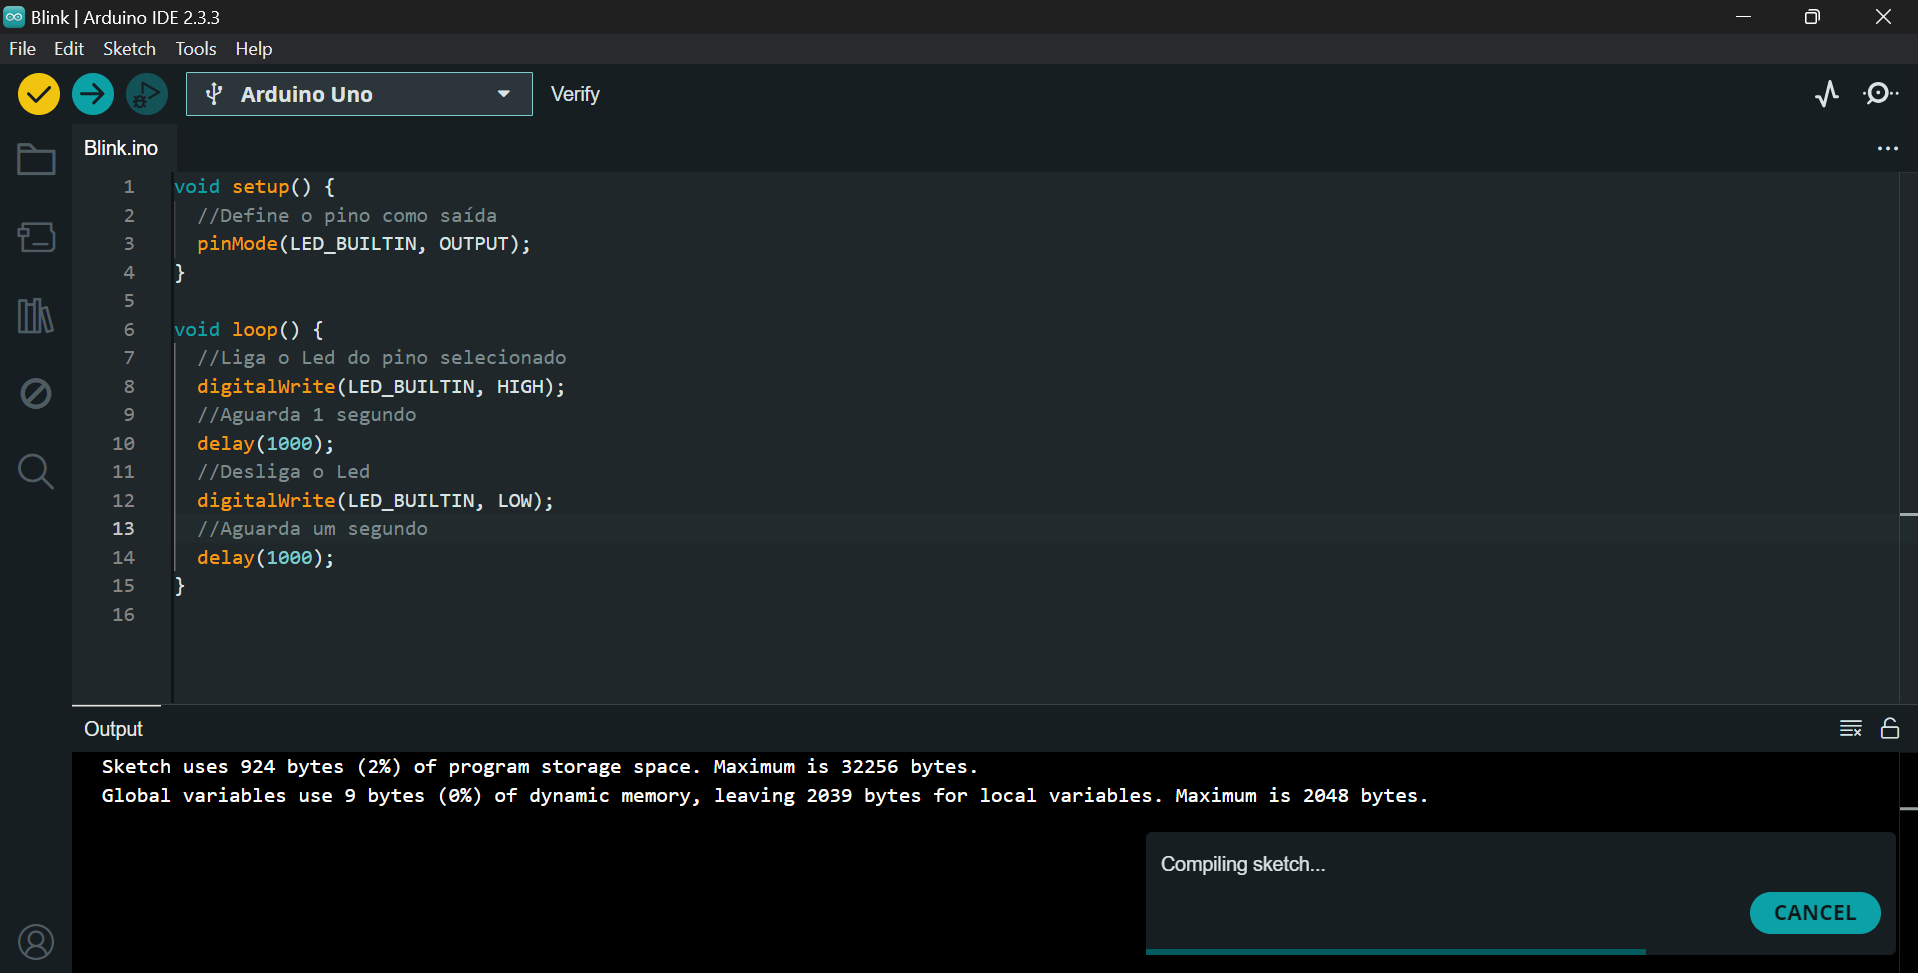 Blink | Arduino IDE 2.3.3
File Edit Sketch Tools Help
Arduino Uno Verify
Blink.ino
1 void setup() {
2 //Define o pino como saída
3 pinMode(LED_BUILTIN, OUTPUT);
4 }
5
6 void loop() {
7 //Liga o Led do pino selecionado
8 digitalWrite(LED_BUILTIN, HIGH);
9 //Aguarda 1 segundo
10 delay(1000);
11 //Desliga o Led
12 digitalWrite(LED_BUILTIN, LOW);
13 //Aguarda um segundo
14 delay(1000);
15 }
16
Output
Sketch uses 924 bytes (2%) of program storage space. Maximum is 32256 bytes.
Global variables use 9 bytes (0%) of dynamic memory, leaving 2039 bytes for local variables. Maximum is 2048 bytes.
Compiling sketch...
CANCEL